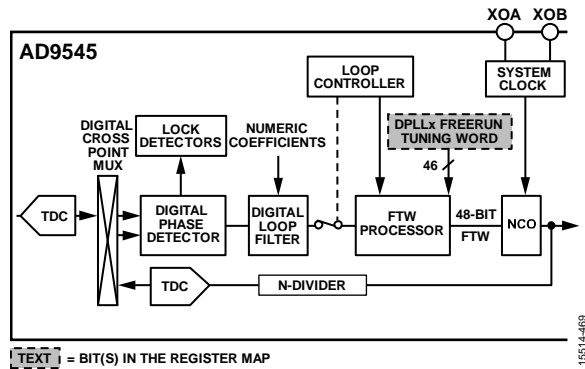 XOA XOB
AD9545
LOOP
CONTROLLER
SYSTEM
CLOCK
DIGITAL
CROSS
POINT
MUX
LOCK
DETECTORS
NUMERIC
COEFFICIENTS
DPLLx FREERUN
TUNING WORD
46
TDC
DIGITAL
PHASE
DETECTOR
DIGITAL
LOOP
FILTER
FTW
PROCESSOR
48-BIT
FTW
NCO
TDC
N-DIVIDER
TEXT = BIT(S) IN THE REGISTER MAP
15514-469